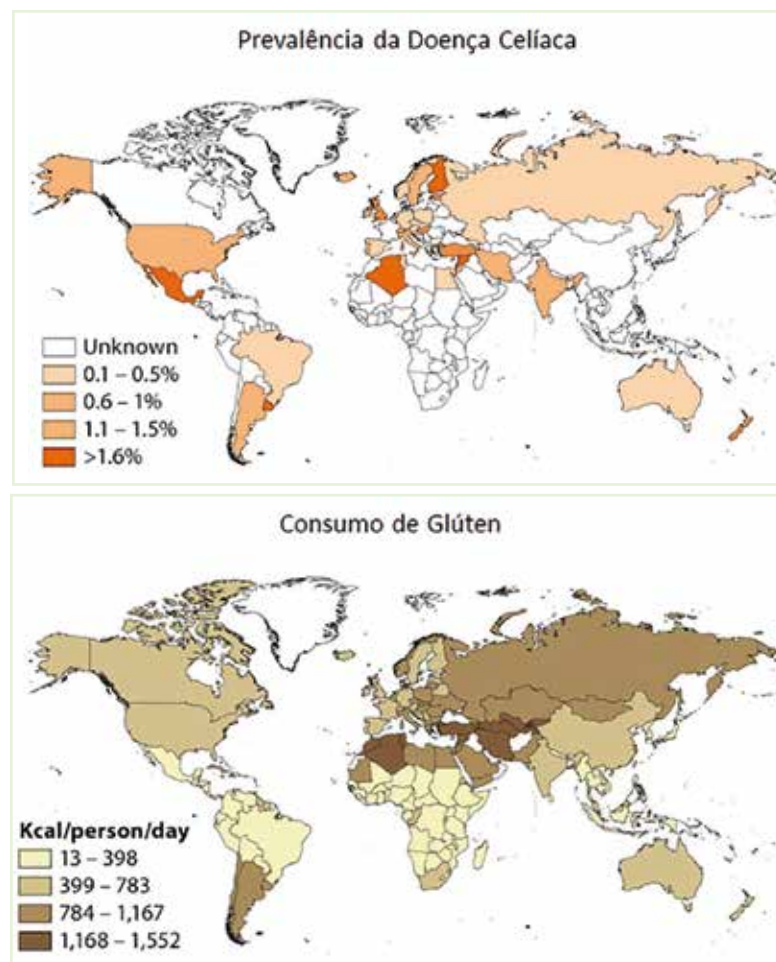 Prevalência da Doença Celíaca
Unknown
0.1 – 0.5%
0.6 – 1%
1.1 – 1.5%
>1.6%
Consumo de Glúten
Kcal/person/day
13 – 398
399 – 783
784 – 1,167
1,168 – 1,552